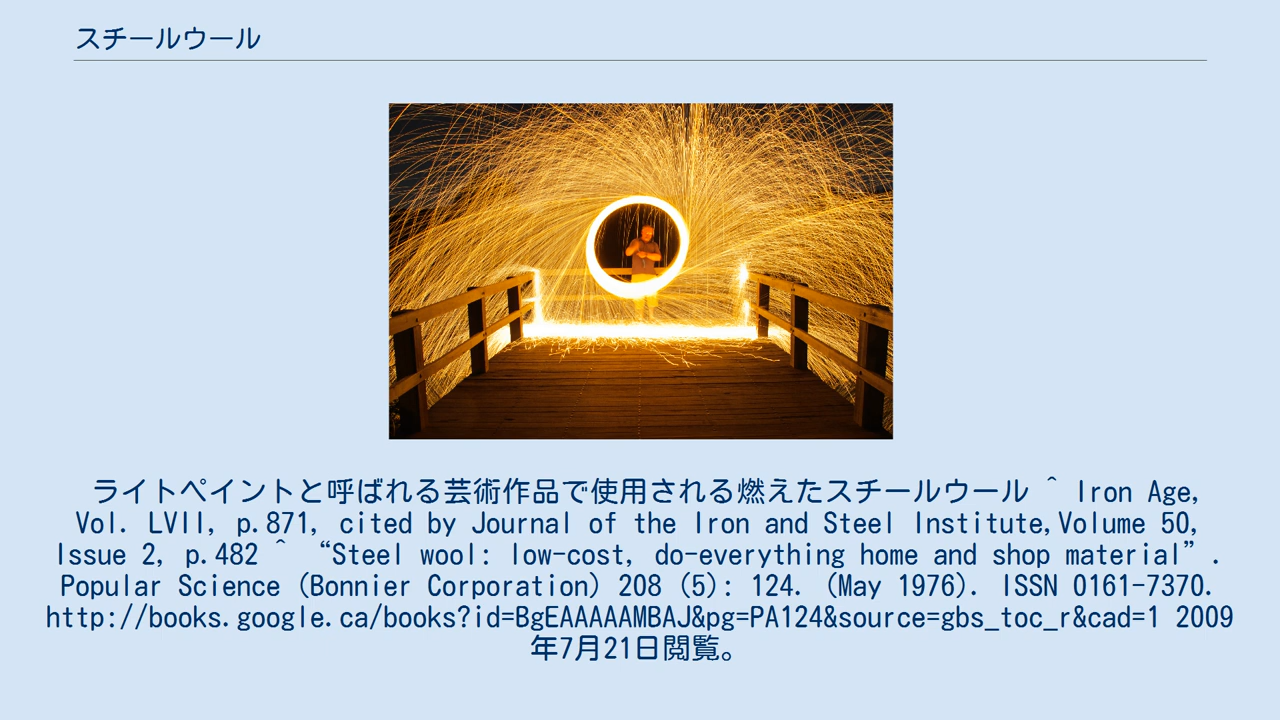 スチールウール
ライトペイントと呼ばれる芸術作品で使用される燃えたスチールウール ^ Iron Age,
Vol. LVII, p.871, cited by Journal of the Iron and Steel Institute,Volume 50,
Issue 2, p.482 ^ “Steel wool: low-cost, do-everything home and shop material”.
Popular Science (Bonnier Corporation) 208 (5): 124. (May 1976). ISSN 0161-7370.
http://books.google.ca/books?id=BgEAAAAAMBAJ&pg=PA124&source=gbs_toc_r&cad=1 2009
年7月21日閲覧。